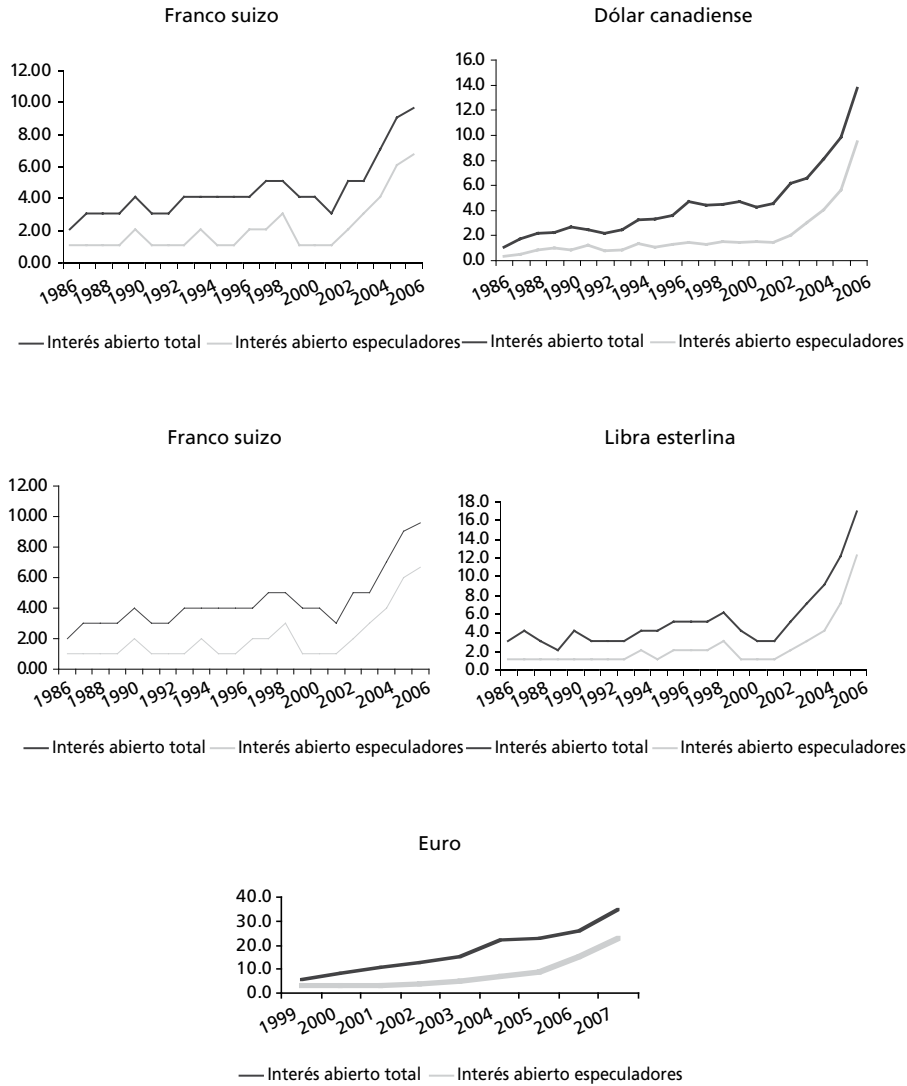 Franco suizo
12.00
10.00
8.00
6.00
4.00
2.00
0.00
1986 1988 1990 1992 1994 1996 1998 2000 2002 2004 2006
Interés abierto total Interés abierto especuladores
Dólar canadiense
16.0
14.0
12.0
10.0
8.0
6.0
4.0
2.0
0.0
1986 1988 1990 1992 1994 1996 1998 2000 2002 2004 2006
Interés abierto total Interés abierto especuladores
Franco suizo
12.00
10.00
8.00
6.00
4.00
2.00
0.00
1986 1988 1990 1992 1994 1996 1998 2000 2002 2004 2006
Interés abierto total Interés abierto especuladores
Libra esterlina
18.0
16.0
14.0
12.0
10.0
8.0
6.0
4.0
2.0
0.0
1986 1988 1990 1992 1994 1996 1998 2000 2002 2004 2006
Interés abierto total Interés abierto especuladores
Euro
40.0
30.0
20.0
10.0
0.0
1999 2000 2001 2002 2003 2004 2005 2006 2007
Interés abierto total Interés abierto especuladores